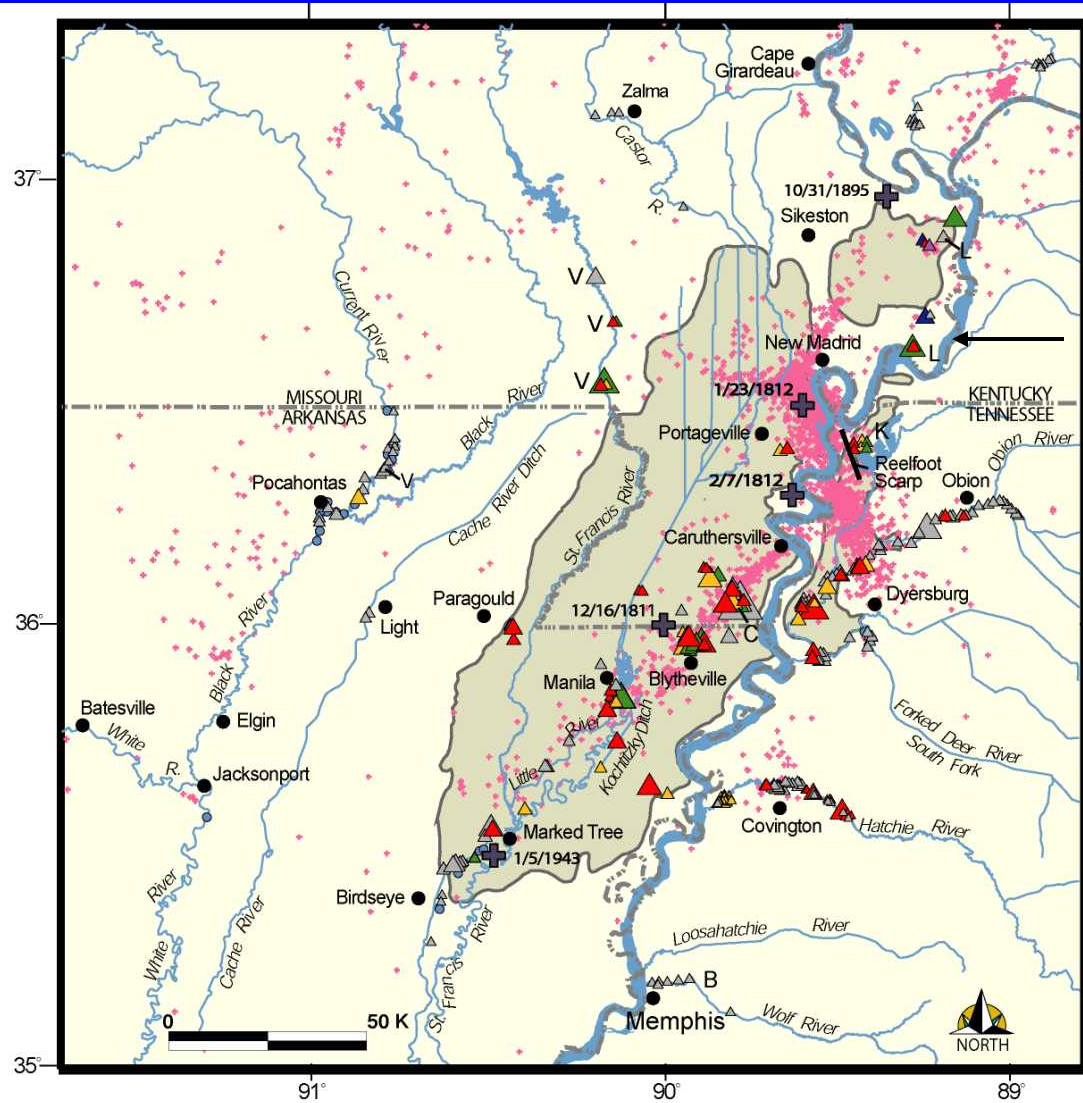 Cape
Girardeau
Zalma
Castor
R.
37°
10/31/1895
Sikeston
L
V
Current River
V
New Madrid
L
V
1/23/1812
MISSOURI
ARKANSAS
KENTUCKY
TENNESSEE
Black
River
Portageville
K
Reelfoot
Scarp
Obion River
Obion
V
Pocahontas
2/7/1812
Cache River Ditch
St. Francis River
Caruthersville
Paragould
Dyersburg
12/16/1811
36°
Light
C
River
Black
Manila
Blytheville
Batesville
White
R.
Elgin
River
Little
Kochtitzky Ditch
Forked Deer River
South Fork
Jacksonport
Covington
Hatchie River
Marked Tree
1/5/1943
Birdseye
River
White
Cache River
St. Francis
River
Loosahatchie River
B
Memphis
Wolf River
0 50 K
NORTH
35°
91° 90° 89°